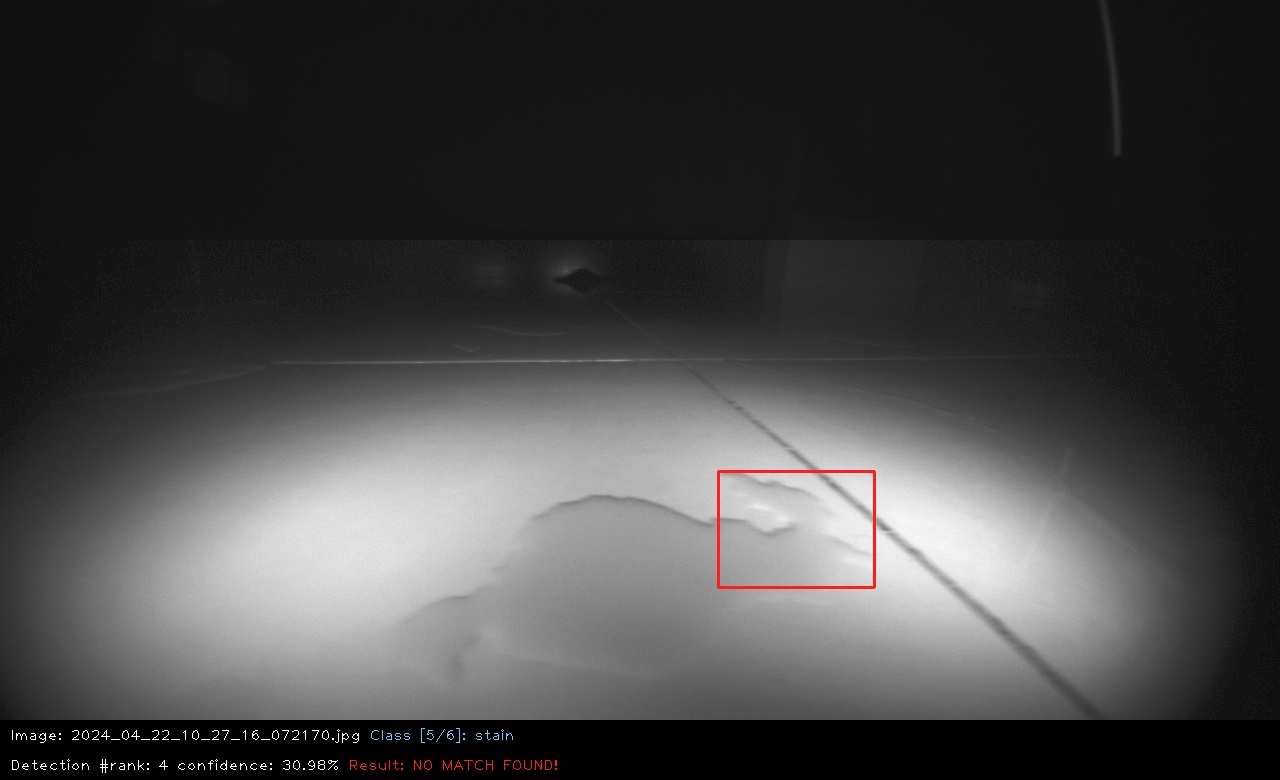 Image: 2024_04_22_10_27_16_072170.jpg Class [5/6]: stain
Detection #rank: 4 confidence: 30.98% Result: NO MATCH FOUND!